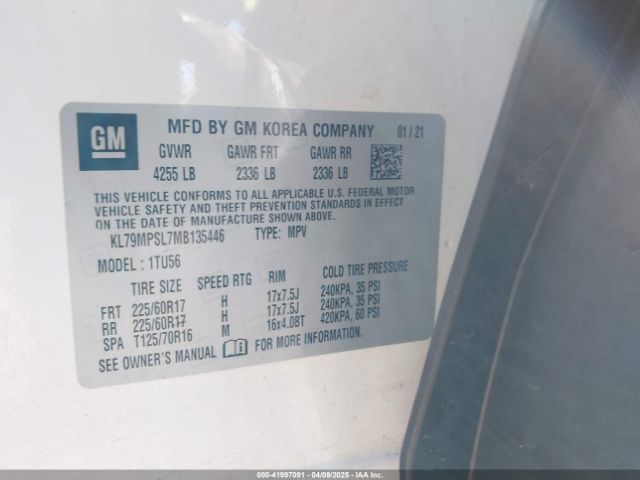 GM
MFD BY GM KOREA COMPANY 01/21
GVWR GAWR FRT GAWR RR
4255 LB 2336 LB 2336 LB
THIS VEHICLE CONFORMS TO ALL APPLICABLE U.S. FEDERAL MOTOR
VEHICLE SAFETY AND THEFT PREVENTION STANDARDS IN EFFECT
ON THE DATE OF MANUFACTURE SHOWN ABOVE.
KL79MPSL7MB135446 TYPE: MPV
MODEL: 1TU56
TIRE SIZE SPEED RTG RIM COLD TIRE PRESSURE
FRT 225/60R17 H 17x7.5J 240KPA, 35 PSI
RR 225/60R17 H 17x7.5J 240KPA, 35 PSI
SPA T125/70R16 M 16x4.0BT 420KPA, 60 PSI
SEE OWNER'S MANUAL FOR MORE INFORMATION.
000-41997091 04/09/2025 IAA Inc.